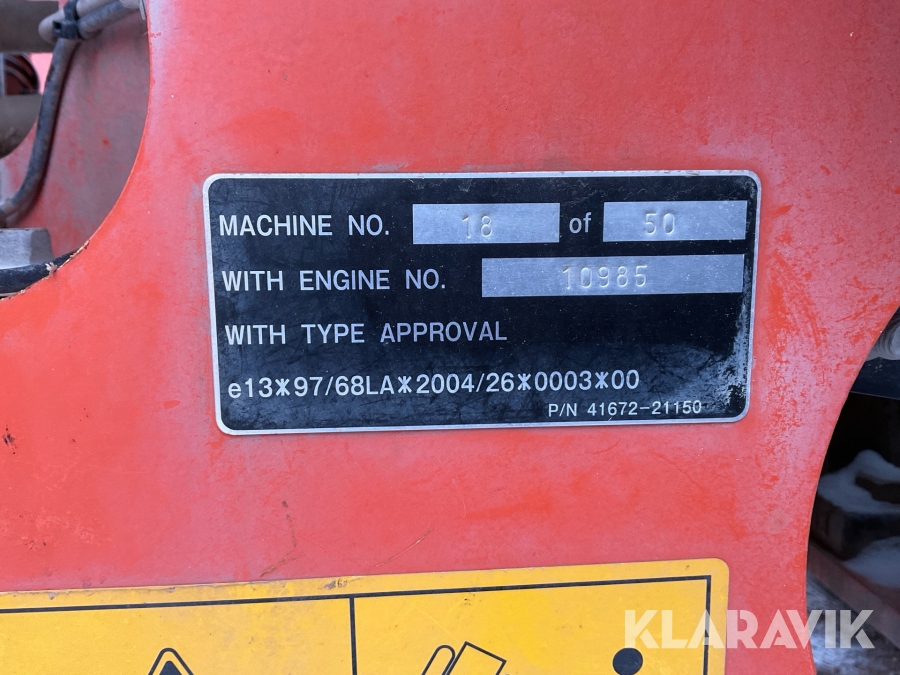 MACHINE NO. 18 of 50
WITH ENGINE NO. 10985
WITH TYPE APPROVAL
e13*97/68LA*2004/26*0003*00
P/N 41672-21150
KLARAVIK